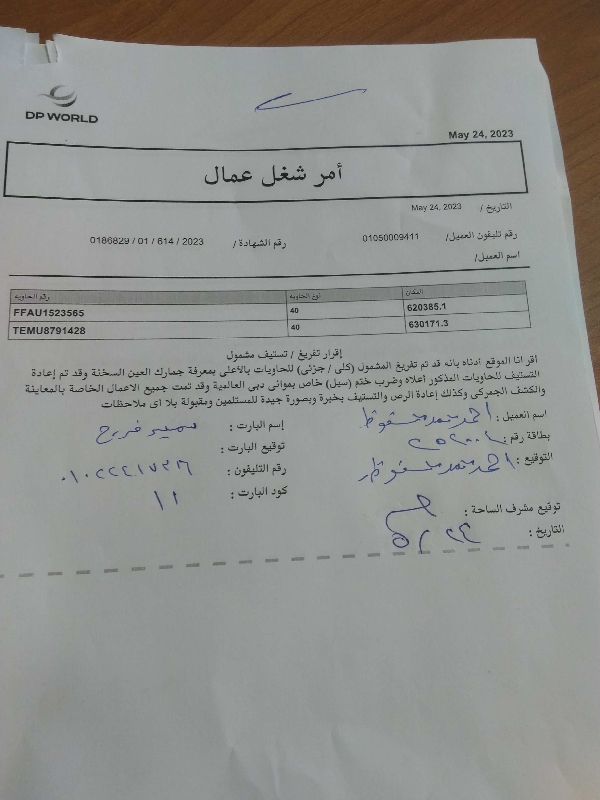 DP WORLD
May 24, 2023
أمر شغل عمال
التاريخ / May 24, 2023
رقم تليفون العميل/ 01050009411 رقم الشهادة/ 0186829 / 01 / 614 / 2023
اسم العميل/
رقم الحاويه نوع الحاويه المكان
FFAU1523565 40 620385.1
TEMU8791428 40 630171.3
إقرار تفريغ / تستيف مشمول
أقر انا الموقع أدناه بانه قد تم تفريغ المشمول (كلى / جزئى) للحاويات بالاعلى بمعرفة جمارك العين السخنة وقد تم إعادة
التستيف للحاويات المذكور أعلاه وضرب ختم (سيل) خاص بموانى دبى العالمية وقد تمت جميع الاعمال الخاصة بالمعاينة
والكشف الجمركى وكذلك إعادة الرص والتستيف بخبرة وبصورة جيدة للمستلمين ومقبولة بلا اى ملاحظات
اسم العميل : احمد محمد محفوظ إسم البارت : سمير فرج
بطاقة رقم : توقيع البارت :
التوقيع : احمد محمد محفوظ رقم التليفون : ٠١٠٢٢٢١٧٣٦
كود البارت : ١١
توقيع مشرف الساحة :
التاريخ : ٥/٢٤